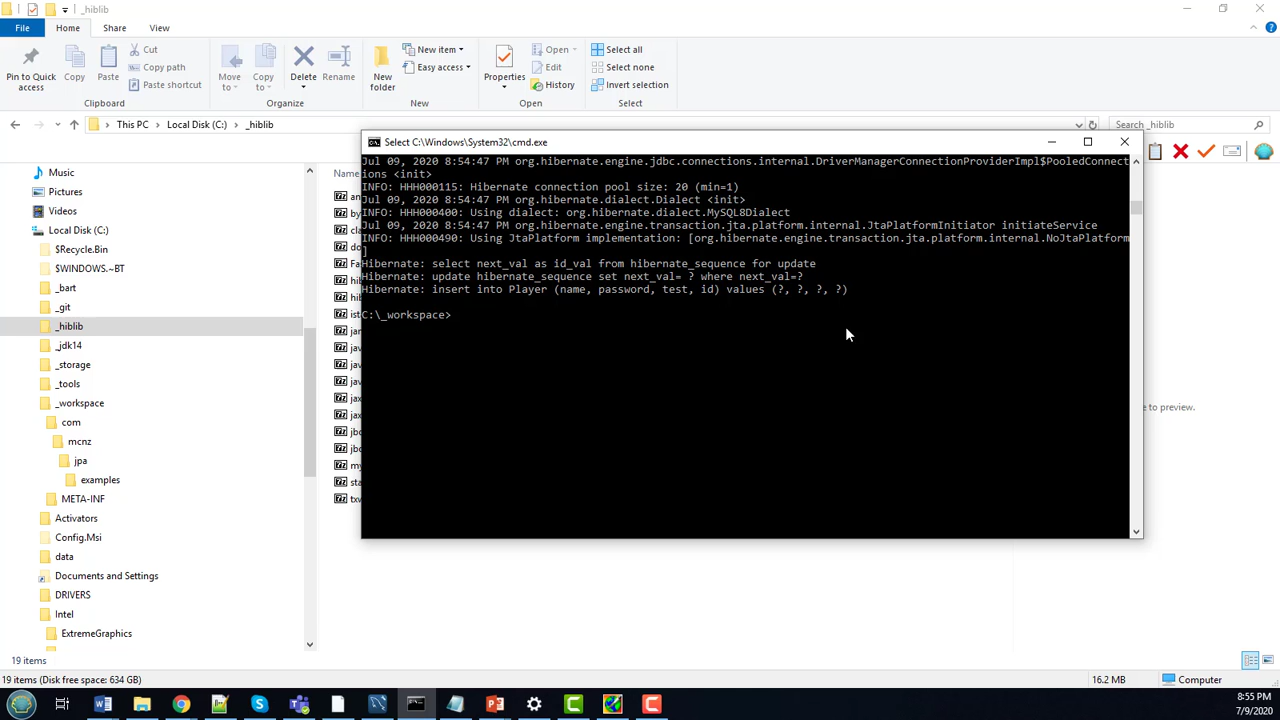 _hiblib
File
Home
Share
View
Pin to Quick
access
Copy
Paste
Cut
Copy path
Paste shortcut
Clipboard
Move
to
Copy
to
Delete
Rename
Organize
New
folder
New item
Easy access
New
Properties
Open
Edit
History
Open
Select all
Select none
Invert selection
Select
This PC > Local Disk (C:) > _hiblib
Search _hiblib
Music
Pictures
Videos
Local Disk (C:)
$Recycle.Bin
$WINDOWS.~BT
_bart
_git
_hiblib
_jdk14
_storage
_tools
_workspace
com
mcnz
jpa
examples
META-INF
Activators
Config.Msi
data
Documents and Settings
DRIVERS
Intel
ExtremeGraphics
Name
Select C:\Windows\System32\cmd.exe
Jul 09, 2020 8:54:47 PM org.hibernate.engine.jdbc.connections.internal.DriverManagerConnectionProviderImpl$PooledConnect
ions <init>
INFO: HHH000115: Hibernate connection pool size: 20 (min=1)
Jul 09, 2020 8:54:47 PM org.hibernate.dialect.Dialect <init>
INFO: HHH000400: Using dialect: org.hibernate.dialect.MySQL8Dialect
Jul 09, 2020 8:54:47 PM org.hibernate.engine.transaction.jta.platform.internal.JtaPlatformInitiator initiateService
INFO: HHH000490: Using JtaPlatform implementation: [org.hibernate.engine.transaction.jta.platform.internal.NoJtaPlatform
]
Hibernate: select next_val as id_val from hibernate_sequence for update
Hibernate: update hibernate_sequence set next_val= ? where next_val=?
Hibernate: insert into Player (name, password, test, id) values (?, ?, ?, ?)
C:\_workspace>
e to preview.
19 items
19 items (Disk free space: 634 GB)
16.2 MB
Computer
8:55 PM
7/9/2020